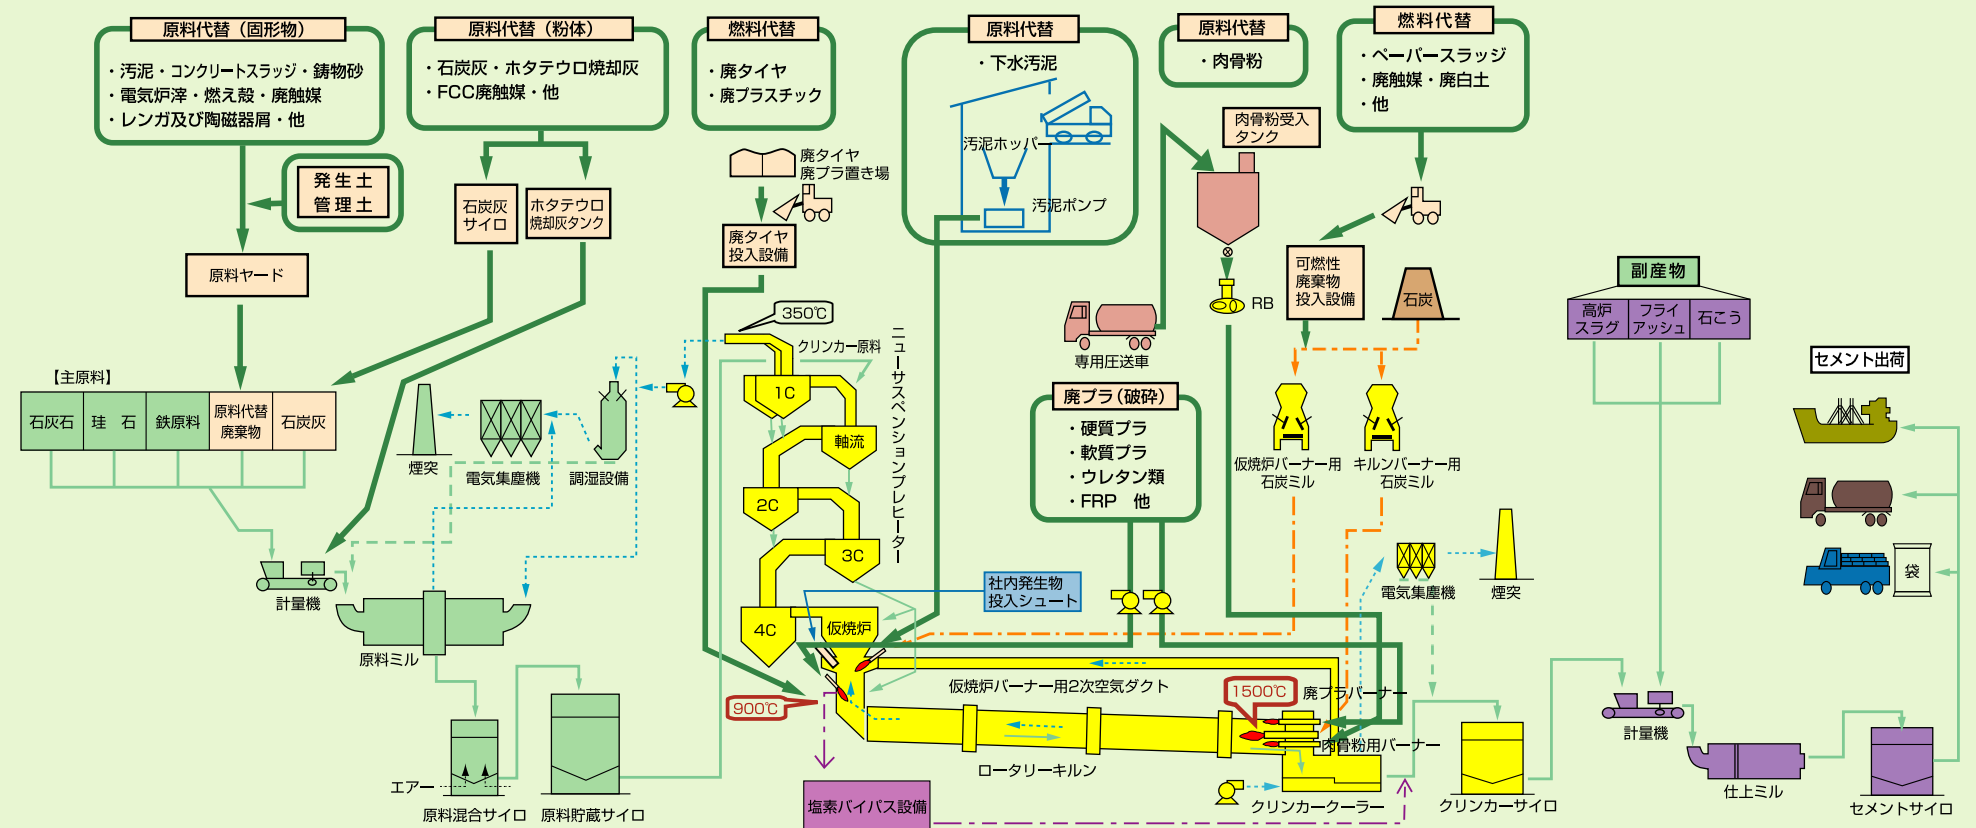 原料代替（固形物）
・汚泥・コンクリートスラッジ・鋳物砂
・電気炉滓・燃え殻・廃触媒
・レンガ及び陶磁器屑・他
原料代替（粉体）
・石炭灰・ホタテウロ焼却灰
・FCC廃触媒・他
燃料代替
・廃タイヤ
・廃プラスチック
原料代替
・下水汚泥
汚泥ホッパー
汚泥ポンプ
原料代替
・肉骨粉
燃料代替
・ペーパースラッジ
・廃触媒・廃白土
・他
発生土
管理土
原料ヤード
石炭灰
サイロ
ホタテウロ
焼却灰タンク
廃タイヤ
廃プラ置き場
廃タイヤ
投入設備
肉骨粉受入
タンク
RB
可燃性
廃棄物
投入設備
石炭
専用圧送車
副産物
高炉
スラグ
フライ
アッシュ
石こう
セメント出荷
350℃
クリンカー原料
ニューサスペンションプレヒーター
【主原料】
石灰石
珪　石
鉄原料
原料代替
廃棄物
石炭灰
煙突
電気集塵機
調湿設備
1C
軸流
2C
3C
4C
仮焼炉
廃プラ（破砕）
・硬質プラ
・軟質プラ
・ウレタン類
・FRP　他
仮焼炉バーナー用
石炭ミル
キルンバーナー用
石炭ミル
社内発生物
投入シュート
電気集塵機
煙突
袋
計量機
原料ミル
仮焼炉バーナー用2次空気ダクト
900℃
1500℃
廃プラバーナー
肉骨粉用バーナー
ロータリーキルン
エアー
原料混合サイロ
原料貯蔵サイロ
塩素バイパス設備
クリンカークーラー
クリンカーサイロ
計量機
仕上ミル
セメントサイロ